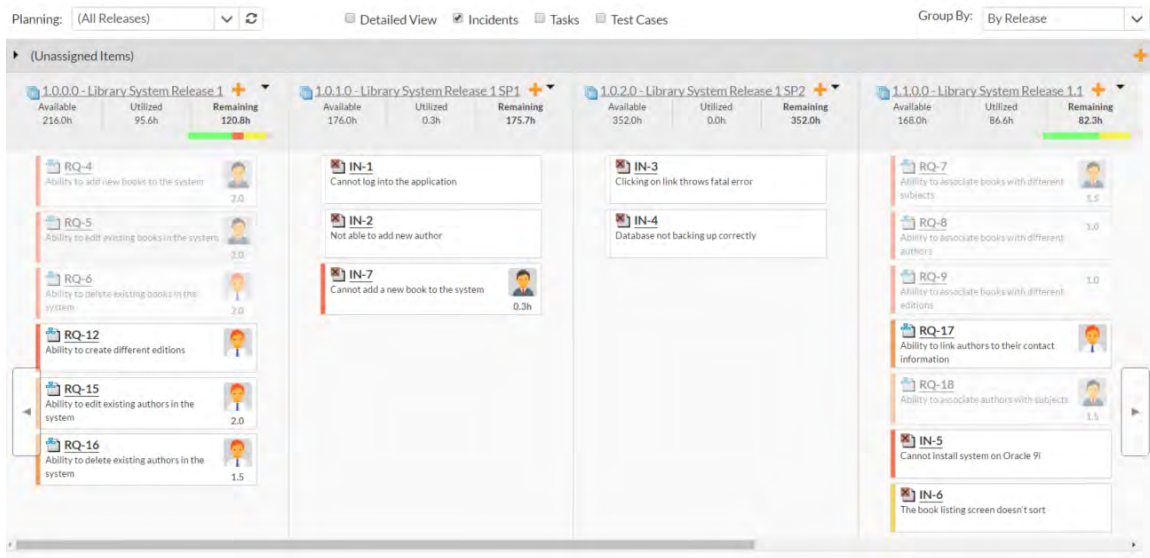 Planning: (All Releases) Detailed View Incidents Tasks Test Cases Group By: By Release
(Unassigned Items)
1.0.0.0 - Library System Release 1
Available Utilized Remaining
216.0h 95.6h 120.8h
RQ-4
Ability to add new books to the system
2.0
RQ-5
Ability to edit existing books in the system
2.0
RQ-6
Ability to delete existing books in the
system
2.0
RQ-12
Ability to create different editions
RQ-15
Ability to edit existing authors in the
system
2.0
RQ-16
Ability to delete existing authors in the
system
1.5
1.0.1.0 - Library System Release 1 SP1
Available Utilized Remaining
176.0h 0.3h 175.7h
IN-1
Cannot log into the application
IN-2
Not able to add new author
IN-7
Cannot add a new book to the system
0.3h
1.0.2.0 - Library System Release 1 SP2
Available Utilized Remaining
352.0h 0.0h 352.0h
IN-3
Clicking on link throws fatal error
IN-4
Database not backing up correctly
1.1.0.0 - Library System Release 1.1
Available Utilized Remaining
168.0h 86.6h 82.3h
RQ-7
Ability to associate books with different
subjects
1.5
RQ-8
Ability to associate books with different
authors
1.0
RQ-9
Ability to associate books with different
editions
1.0
RQ-17
Ability to link authors to their contact
information
RQ-18
Ability to associate authors with subjects
1.5
IN-5
Cannot install system on Oracle 9i
IN-6
The book listing screen doesn't sort